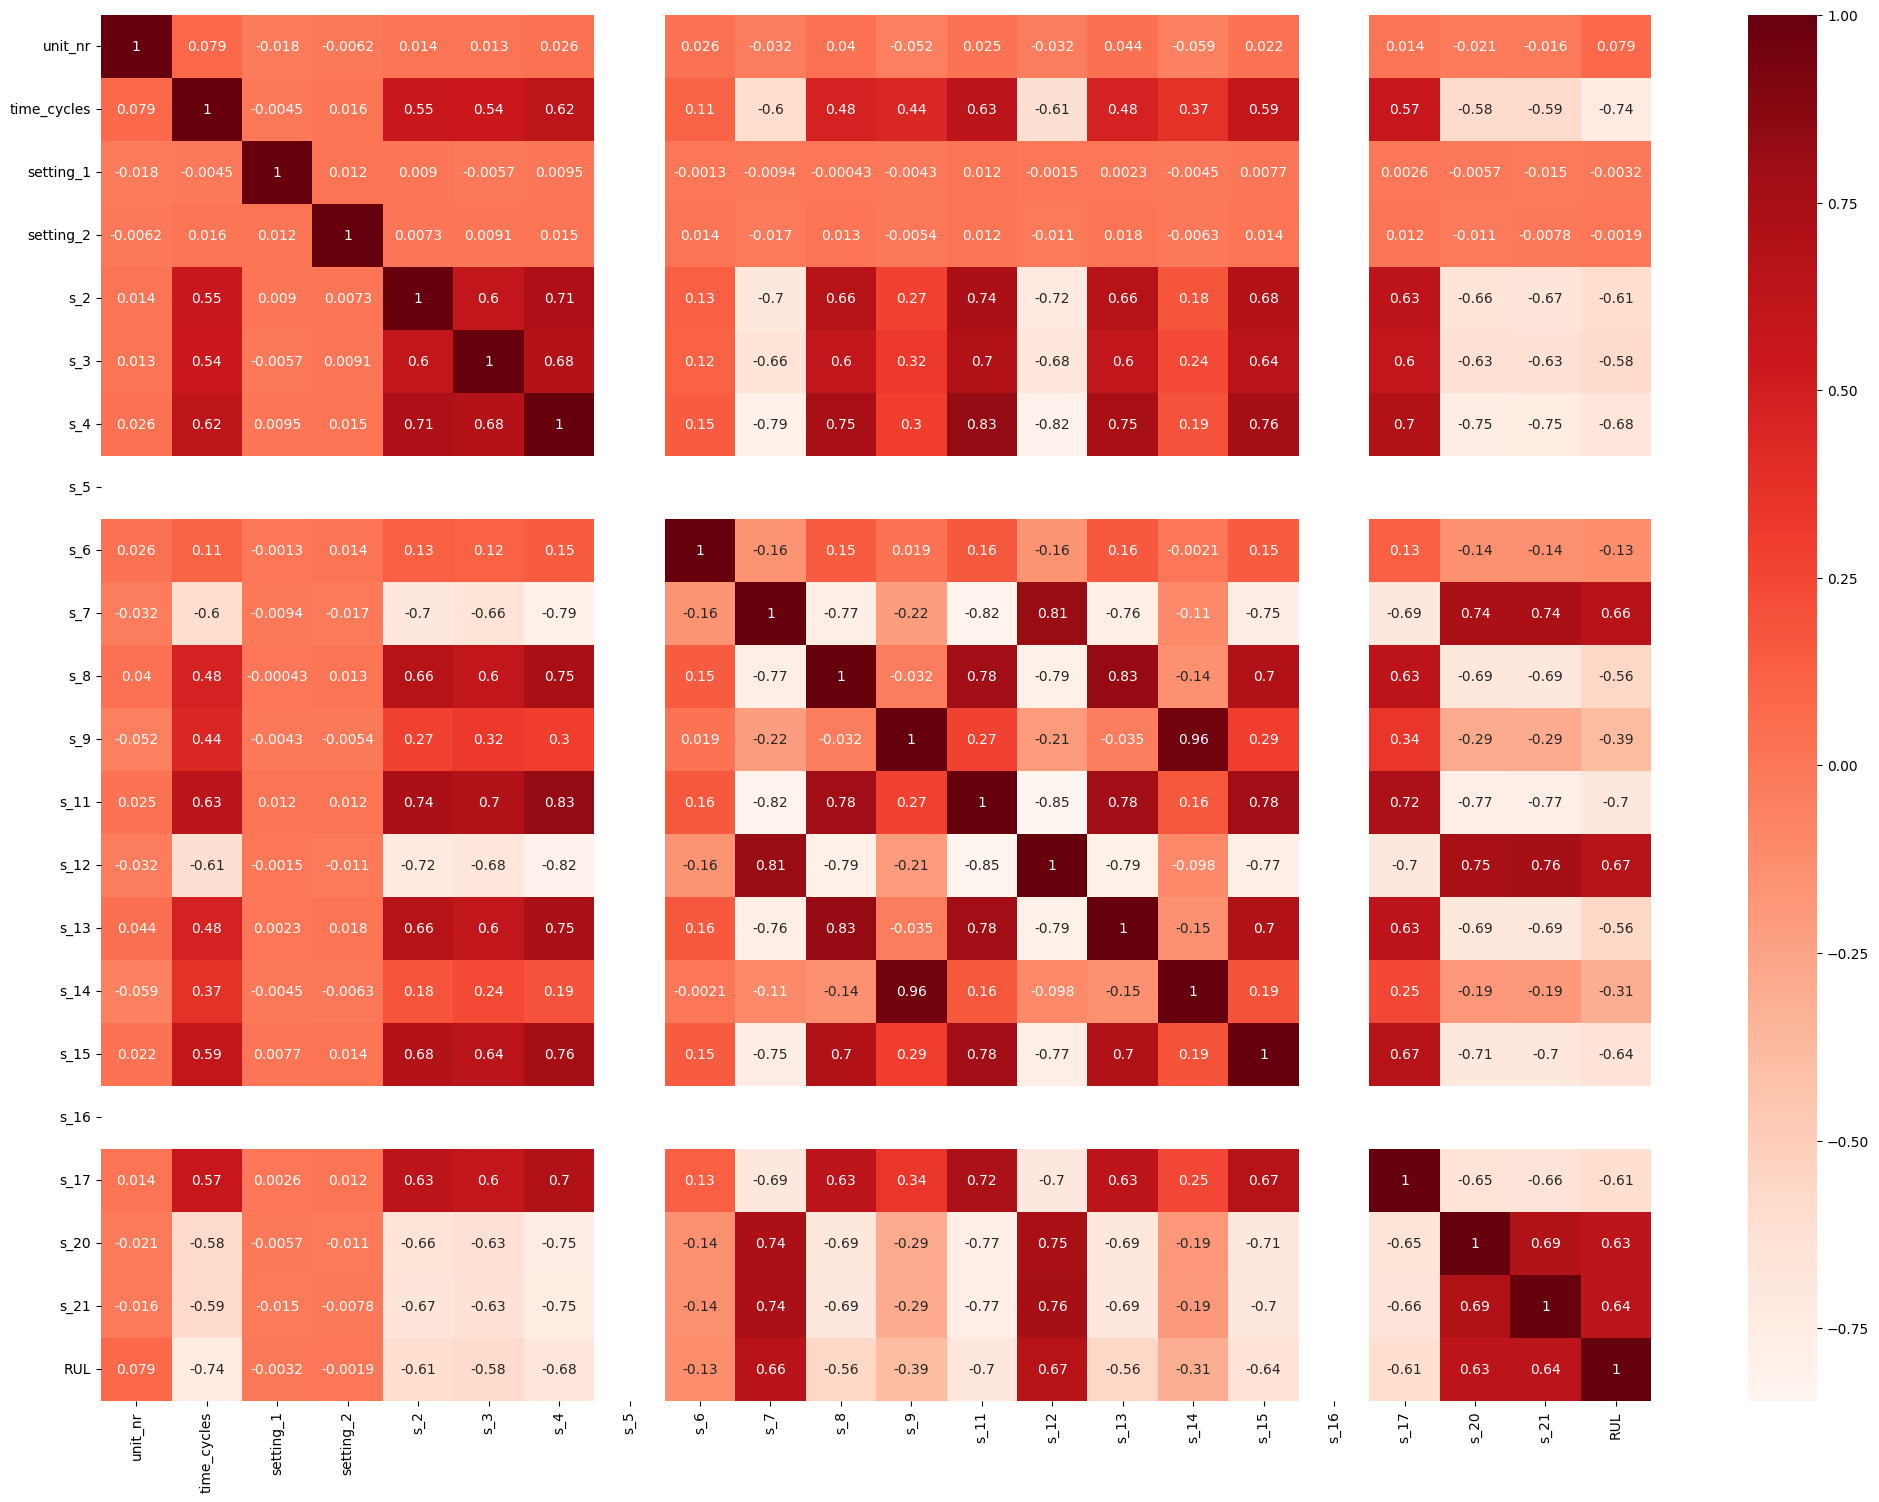 unit_nr 1 0.079 -0.018 -0.0062 0.014 0.013 0.026 0.026 -0.032 0.04 -0.052 0.025 -0.032 0.044 -0.059 0.022 0.014 -0.021 -0.016 0.079
time_cycles 0.079 1 -0.0045 0.016 0.55 0.54 0.62 0.11 -0.6 0.48 0.44 0.63 -0.61 0.48 0.37 0.59 0.57 -0.58 -0.59 -0.74
setting_1 -0.018 -0.0045 1 0.012 0.009 -0.0057 0.0095 -0.0013 -0.0094 -0.00043 -0.0043 0.012 -0.0015 0.0023 -0.0045 0.0077 0.0026 -0.0057 -0.015 -0.0032
setting_2 -0.0062 0.016 0.012 1 0.0073 0.0091 0.015 0.014 -0.017 0.013 -0.0054 0.012 -0.011 0.018 -0.0063 0.014 0.012 -0.011 -0.0078 -0.0019
s_2 0.014 0.55 0.009 0.0073 1 0.6 0.71 0.13 -0.7 0.66 0.27 0.74 -0.72 0.66 0.18 0.68 0.63 -0.66 -0.67 -0.61
s_3 0.013 0.54 -0.0057 0.0091 0.6 1 0.68 0.12 -0.66 0.6 0.32 0.7 -0.68 0.6 0.24 0.64 0.6 -0.63 -0.63 -0.58
s_4 0.026 0.62 0.0095 0.015 0.71 0.68 1 0.15 -0.79 0.75 0.3 0.83 -0.82 0.75 0.19 0.76 0.7 -0.75 -0.75 -0.68
s_5
s_6 0.026 0.11 -0.0013 0.014 0.13 0.12 0.15 1 -0.16 0.15 0.019 0.16 -0.16 0.16 -0.0021 0.15 0.13 -0.14 -0.14 -0.13
s_7 -0.032 -0.6 -0.0094 -0.017 -0.7 -0.66 -0.79 -0.16 1 -0.77 -0.22 -0.82 0.81 -0.76 -0.11 -0.75 -0.69 0.74 0.74 0.66
s_8 0.04 0.48 -0.00043 0.013 0.66 0.6 0.75 0.15 -0.77 1 -0.032 0.78 -0.79 0.83 -0.14 0.7 0.63 -0.69 -0.69 -0.56
s_9 -0.052 0.44 -0.0043 -0.0054 0.27 0.32 0.3 0.019 -0.22 -0.032 1 0.27 -0.21 -0.035 0.96 0.29 0.34 -0.29 -0.29 -0.39
s_11 0.025 0.63 0.012 0.012 0.74 0.7 0.83 0.16 -0.82 0.78 0.27 1 -0.85 0.78 0.16 0.78 0.72 -0.77 -0.77 -0.7
s_12 -0.032 -0.61 -0.0015 -0.011 -0.72 -0.68 -0.82 -0.16 0.81 -0.79 -0.21 -0.85 1 -0.79 -0.098 -0.77 -0.7 0.75 0.76 0.67
s_13 0.044 0.48 0.0023 0.018 0.66 0.6 0.75 0.16 -0.76 0.83 -0.035 0.78 -0.79 1 -0.15 0.7 0.63 -0.69 -0.69 -0.56
s_14 -0.059 0.37 -0.0045 -0.0063 0.18 0.24 0.19 -0.0021 -0.11 -0.14 0.96 0.16 -0.098 -0.15 1 0.19 0.25 -0.19 -0.19 -0.31
s_15 0.022 0.59 0.0077 0.014 0.68 0.64 0.76 0.15 -0.75 0.7 0.29 0.78 -0.77 0.7 0.19 1 0.67 -0.71 -0.7 -0.64
s_16
s_17 0.014 0.57 0.0026 0.012 0.63 0.6 0.7 0.13 -0.69 0.63 0.34 0.72 -0.7 0.63 0.25 0.67 1 -0.65 -0.66 -0.61
s_20 -0.021 -0.58 -0.0057 -0.011 -0.66 -0.63 -0.75 -0.14 0.74 -0.69 -0.29 -0.77 0.75 -0.69 -0.19 -0.71 -0.65 1 0.69 0.63
s_21 -0.016 -0.59 -0.015 -0.0078 -0.67 -0.63 -0.75 -0.14 0.74 -0.69 -0.29 -0.77 0.76 -0.69 -0.19 -0.7 -0.66 0.69 1 0.64
RUL 0.079 -0.74 -0.0032 -0.0019 -0.61 -0.58 -0.68 -0.13 0.66 -0.56 -0.39 -0.7 0.67 -0.56 -0.31 -0.64 -0.61 0.63 0.64 1
unit_nr time_cycles setting_1 setting_2 s_2 s_3 s_4 s_5 s_6 s_7 s_8 s_9 s_11 s_12 s_13 s_14 s_15 s_16 s_17 s_20 s_21 RUL
1.00
0.75
0.50
0.25
0.00
−0.25
−0.50
−0.75